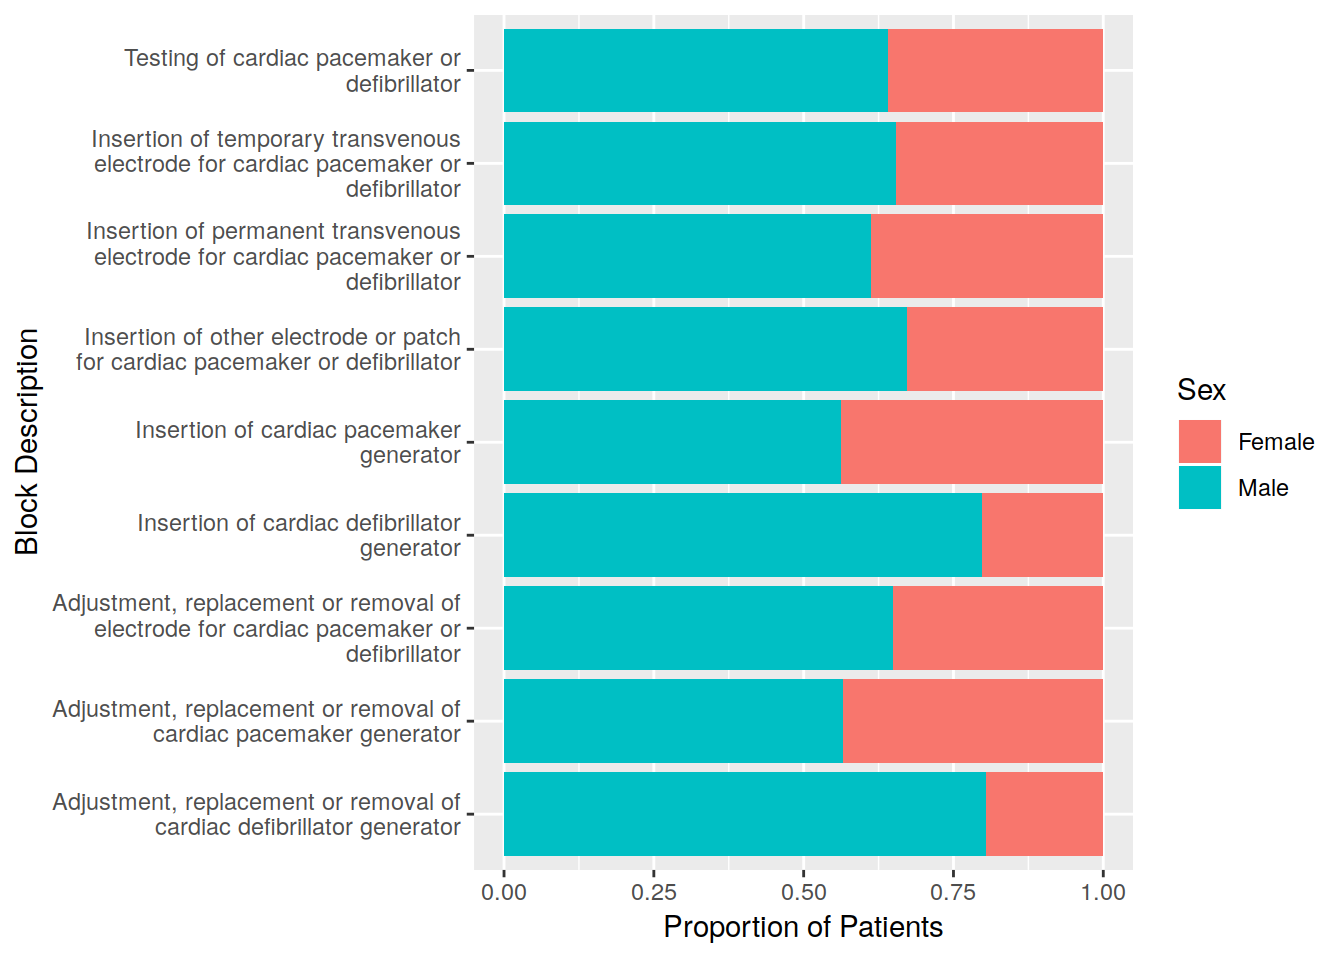 Testing of cardiac pacemaker or
defibrillator
Insertion of temporary transvenous
electrode for cardiac pacemaker or
defibrillator
Insertion of permanent transvenous
electrode for cardiac pacemaker or
defibrillator
Insertion of other electrode or patch
for cardiac pacemaker or defibrillator
Insertion of cardiac pacemaker
generator
Insertion of cardiac defibrillator
generator
Adjustment, replacement or removal of
electrode for cardiac pacemaker or
defibrillator
Adjustment, replacement or removal of
cardiac pacemaker generator
Adjustment, replacement or removal of
cardiac defibrillator generator
Block Description
0.00 0.25 0.50 0.75 1.00
Proportion of Patients
Sex
Female
Male